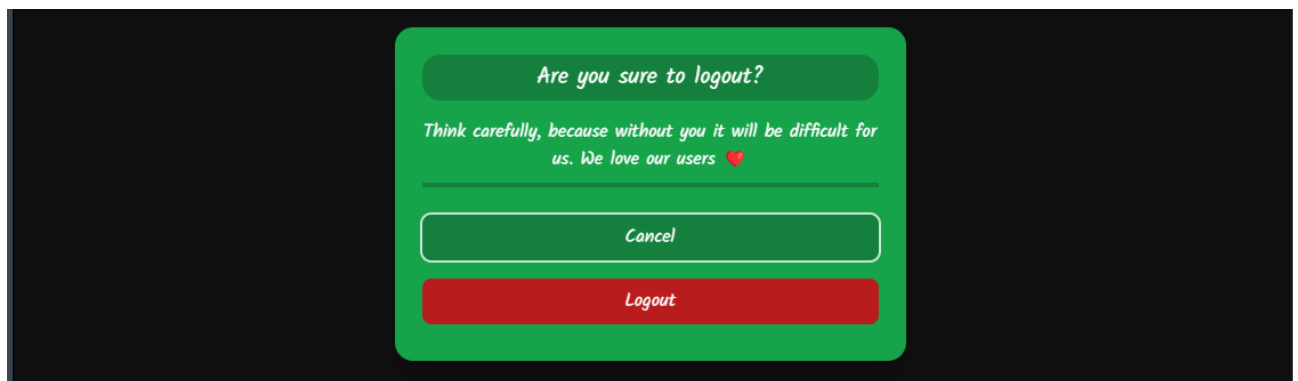 Are you sure to logout?
Think carefully, because without you it will be difficult for
us. We love our users ❤️
Cancel
Logout